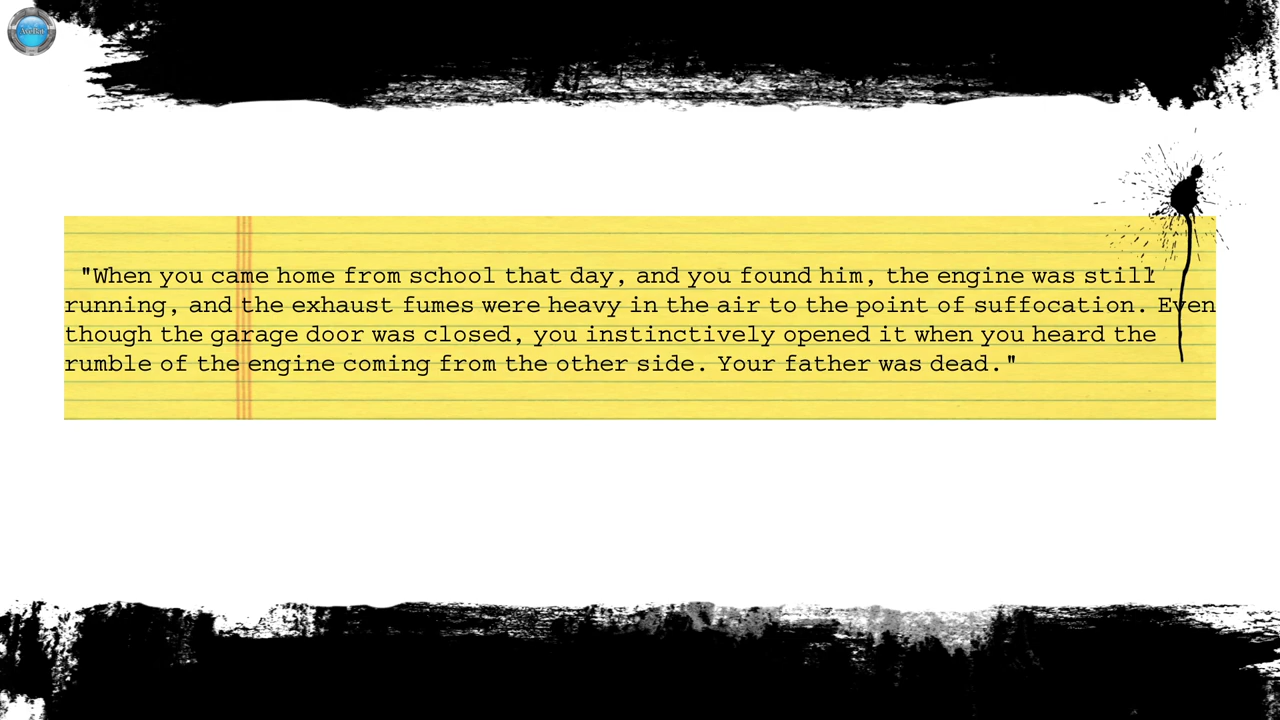 "When you came home from school that day, and you found him, the engine was still
running, and the exhaust fumes were heavy in the air to the point of suffocation. Even
though the garage door was closed, you instinctively opened it when you heard the
rumble of the engine coming from the other side. Your father was dead."